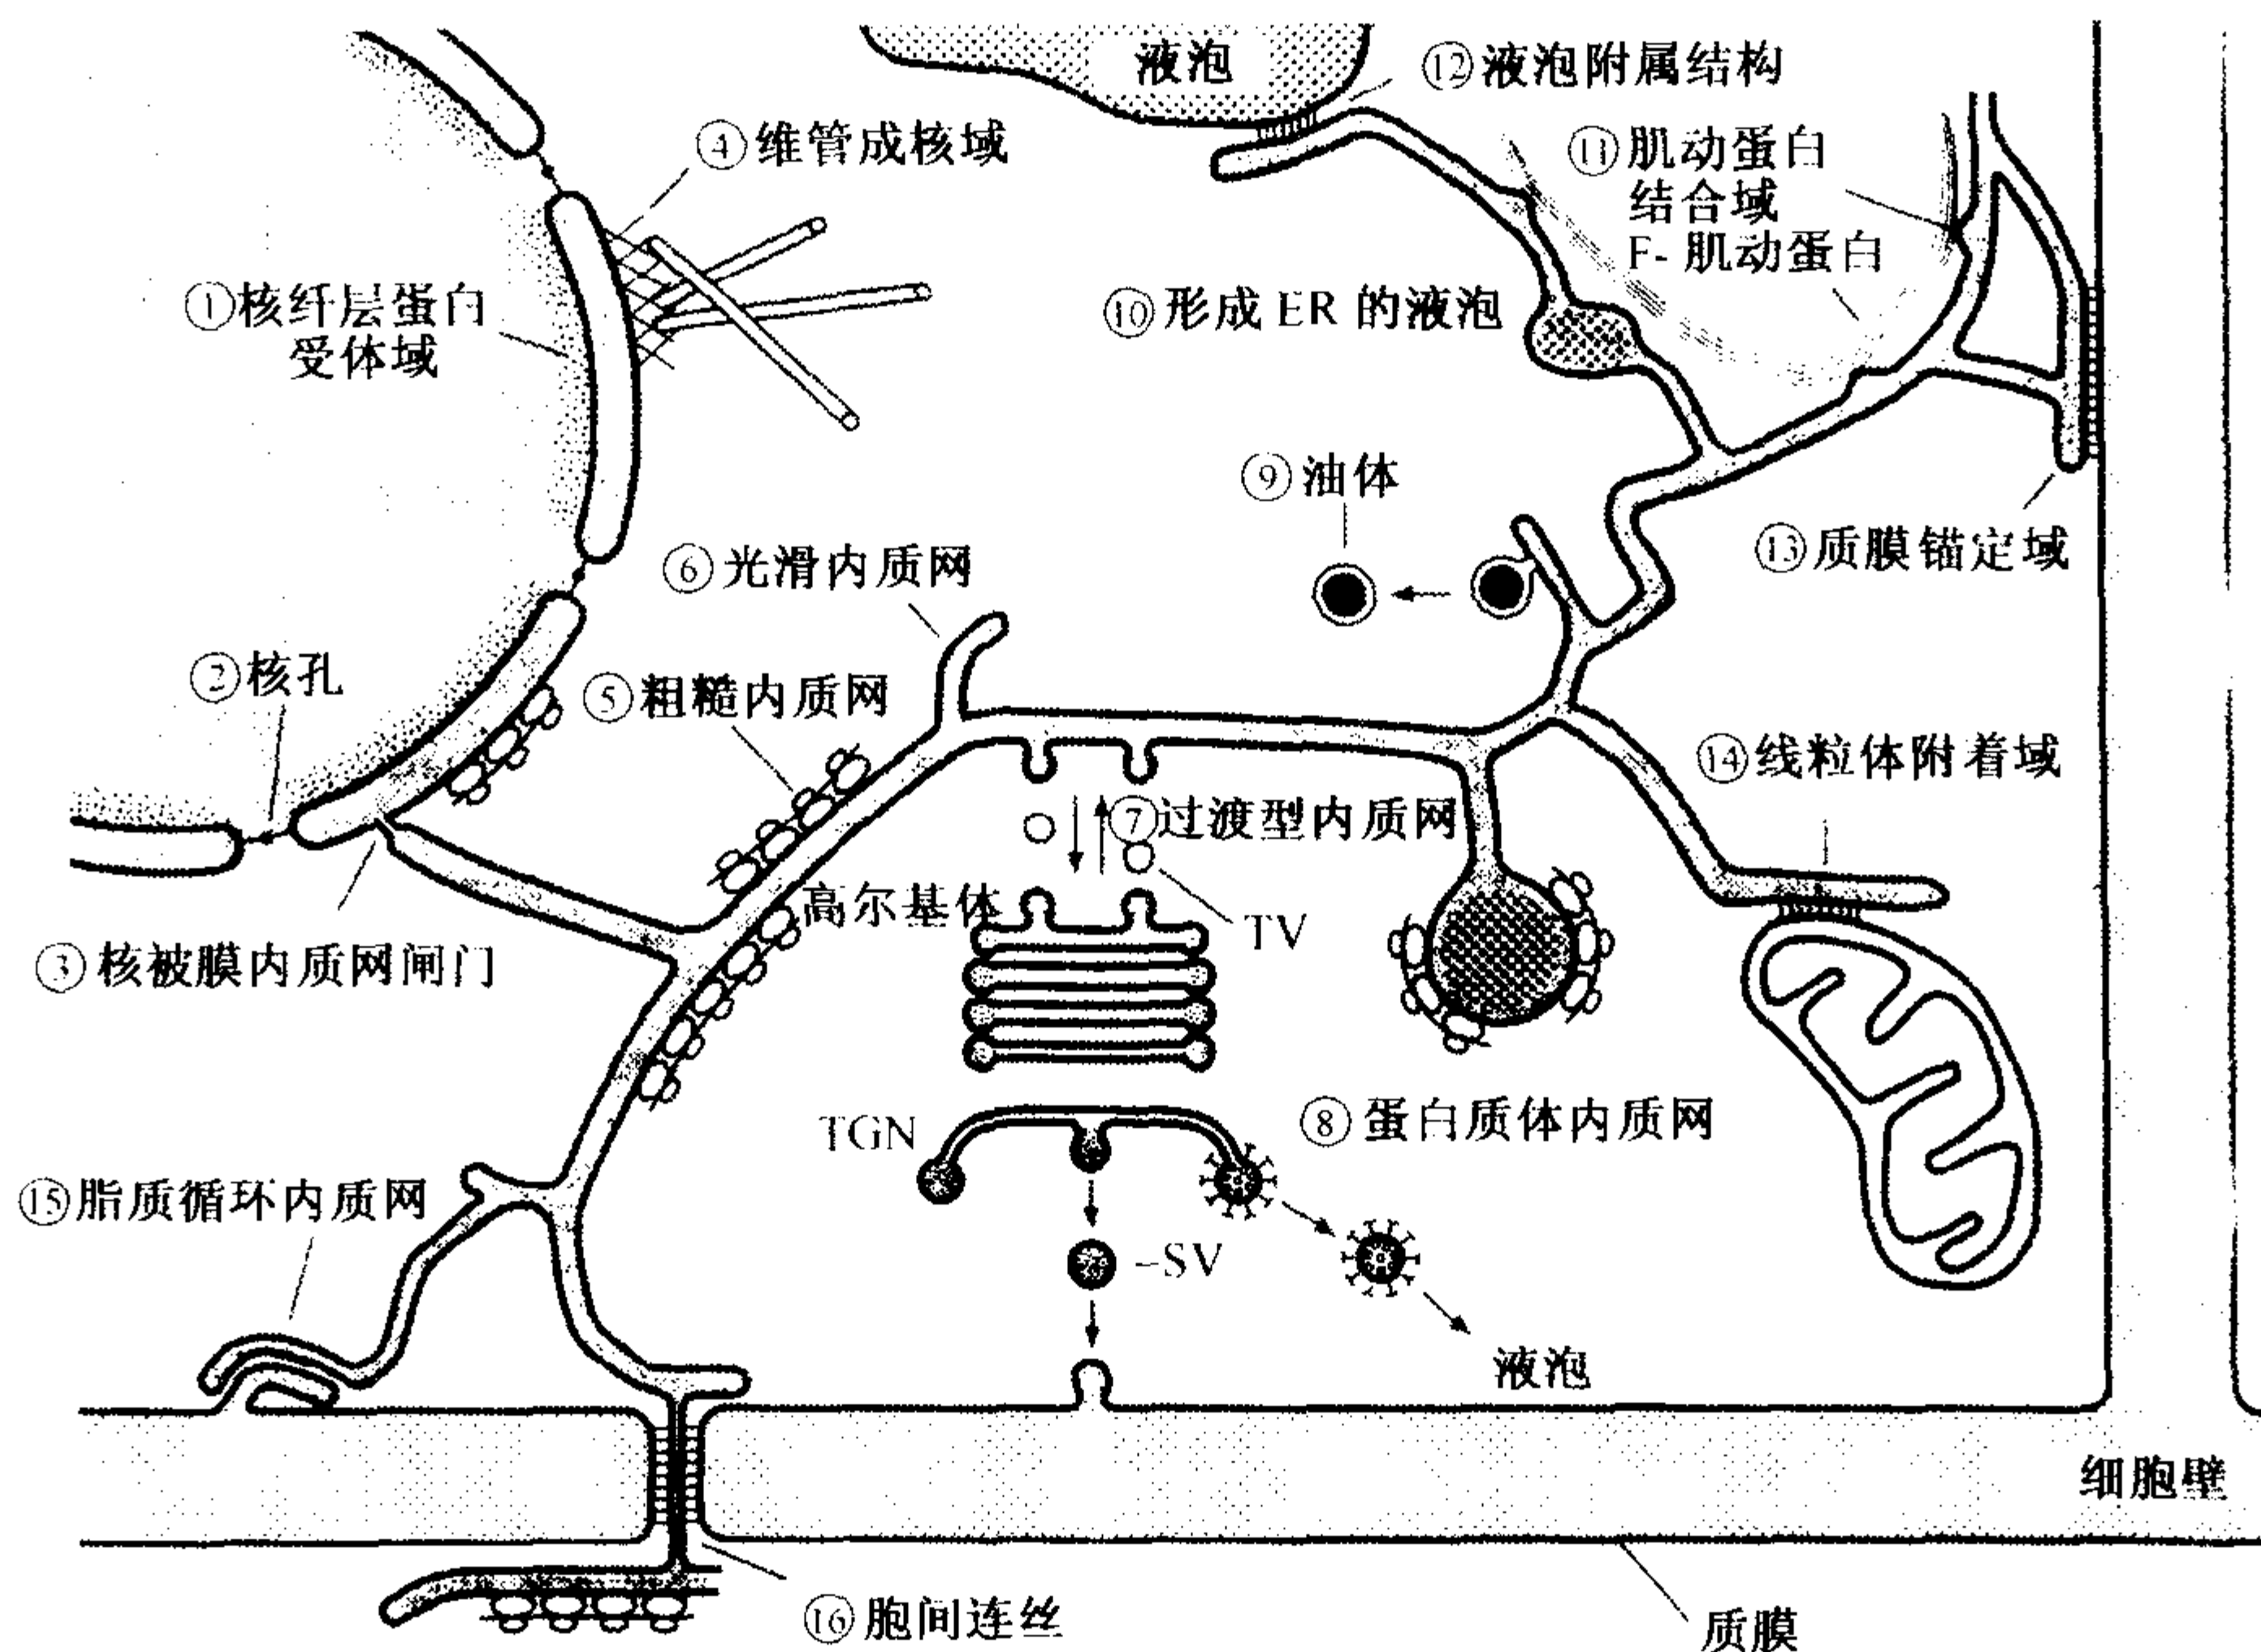 液泡
⑫液泡附属结构
④维管成核域
⑪肌动蛋白
结合域
F-肌动蛋白
①核纤层蛋白
受体域
⑩形成 ER 的液泡
⑨油体
⑬质膜锚定域
⑥光滑内质网
②核孔
⑤粗糙内质网
⑭线粒体附着域
⑦过渡型内质网
高尔基体
TV
③核被膜内质网闸门
TGN
⑧蛋白质体内质网
⑮脂质循环内质网
SV
液泡
细胞壁
⑯胞间连丝
质膜